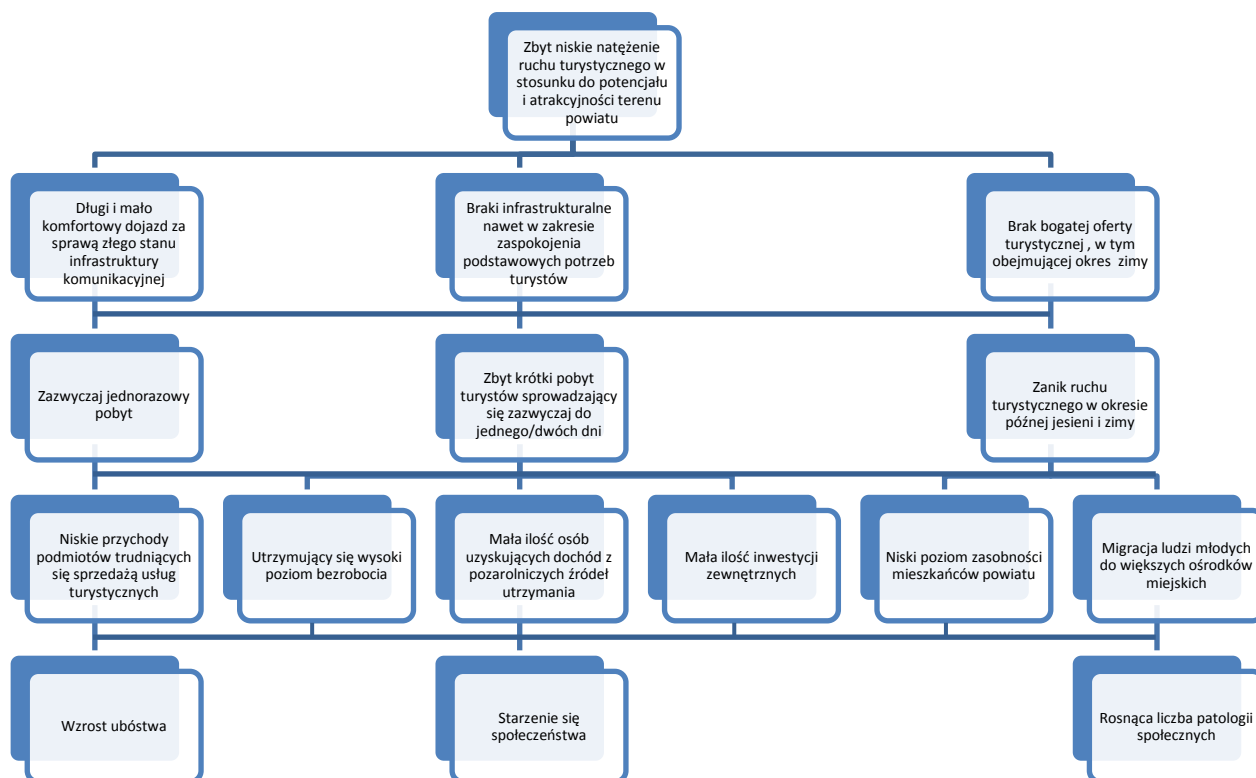 Zbyt niskie natężenie
ruchu turystycznego w
stosunku do potencjału
i atrakcyjności terenu
powiatu
Długi i mało
komfortowy dojazd za
sprawą złego stanu
infrastruktury
komunikacyjnej
Braki infrastrukturalne
nawet w zakresie
zaspokojenia
podstawowych potrzeb
turystów
Brak bogatej oferty
turystycznej , w tym
obejmującej okres zimy
Zazwyczaj jednorazowy
pobyt
Zbyt krótki pobyt
turystów sprowadzający
się zazwyczaj do
jednego/dwóch dni
Zanik ruchu
turystycznego w okresie
późnej jesieni i zimy
Niskie przychody
podmiotów trudniących
się sprzedażą usług
turystycznych
Utrzymujący się wysoki
poziom bezrobocia
Mała ilość osób
uzyskujących dochód z
pozarolniczych źródeł
utrzymania
Mała ilość inwestycji
zewnętrznych
Niski poziom zasobności
mieszkańców powiatu
Migracja ludzi młodych
do większych ośrodków
miejskich
Wzrost ubóstwa
Starzenie się
społeczeństwa
Rosnąca liczba patologii
społecznych